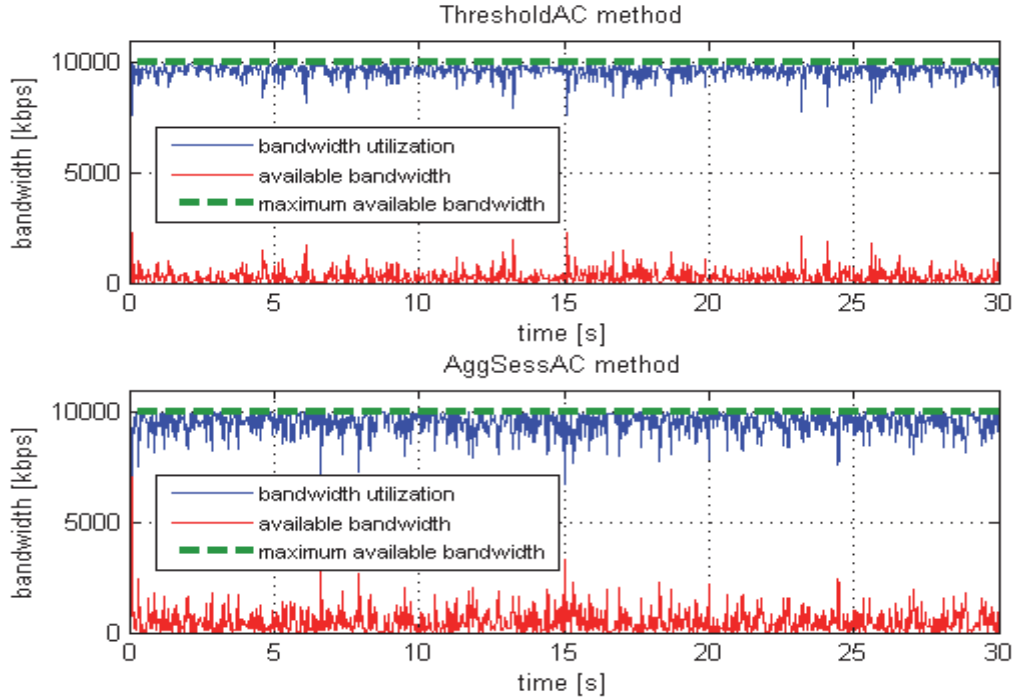 ThresholdAC method
bandwidth [kbps]
10000
5000
0
bandwidth utilization
available bandwidth
maximum available bandwidth
0 5 10 15 20 25 30
time [s]
AggSessAC method
bandwidth [kbps]
10000
5000
0
bandwidth utilization
available bandwidth
maximum available bandwidth
0 5 10 15 20 25 30
time [s]